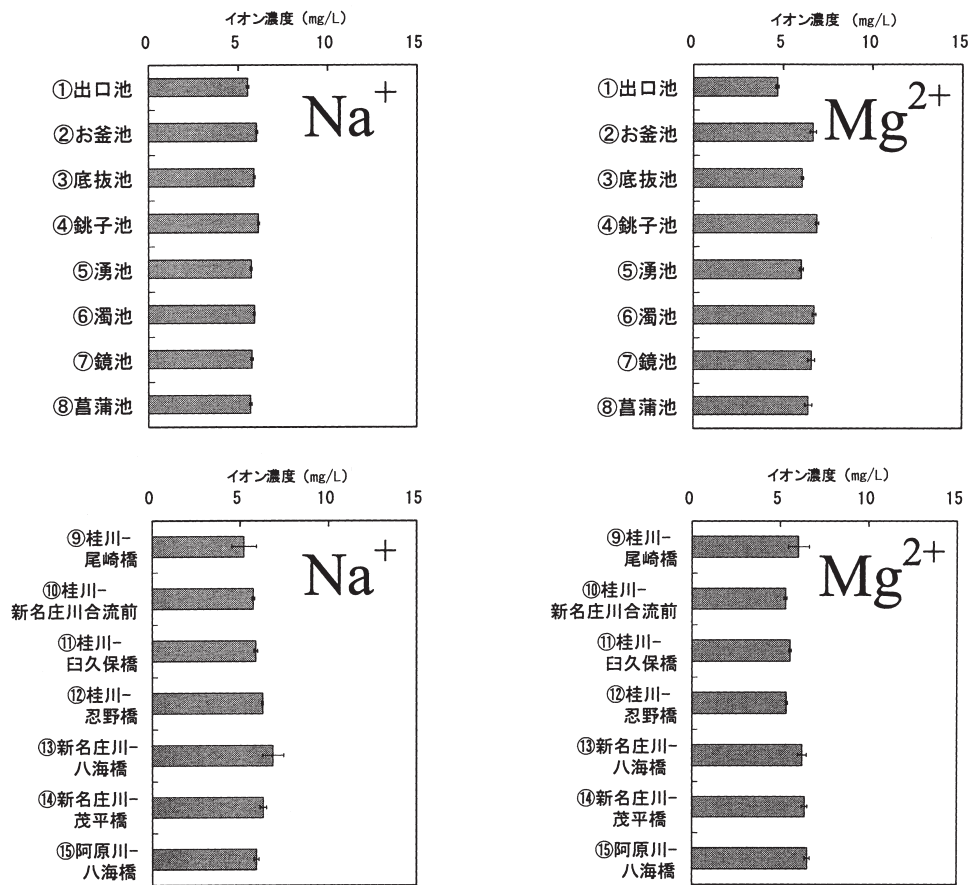 イオン濃度 (mg/L)
0 5 10 15
①出口池
②お釜池
③底抜池
④銚子池
⑤湧池
⑥濁池
⑦鏡池
⑧菖蒲池
Na+
イオン濃度 (mg/L)
0 5 10 15
①出口池
②お釜池
③底抜池
④銚子池
⑤湧池
⑥濁池
⑦鏡池
⑧菖蒲池
Mg2+
イオン濃度 (mg/L)
0 5 10 15
⑨桂川-
尾崎橋
⑩桂川-
新名庄川合流前
⑪桂川-
臼久保橋
⑫桂川-
忍野橋
⑬新名庄川-
八海橋
⑭新名庄川-
茂平橋
⑮阿原川-
八海橋
Na+
イオン濃度 (mg/L)
0 5 10 15
⑨桂川-
尾崎橋
⑩桂川-
新名庄川合流前
⑪桂川-
臼久保橋
⑫桂川-
忍野橋
⑬新名庄川-
八海橋
⑭新名庄川-
茂平橋
⑮阿原川-
八海橋
Mg2+